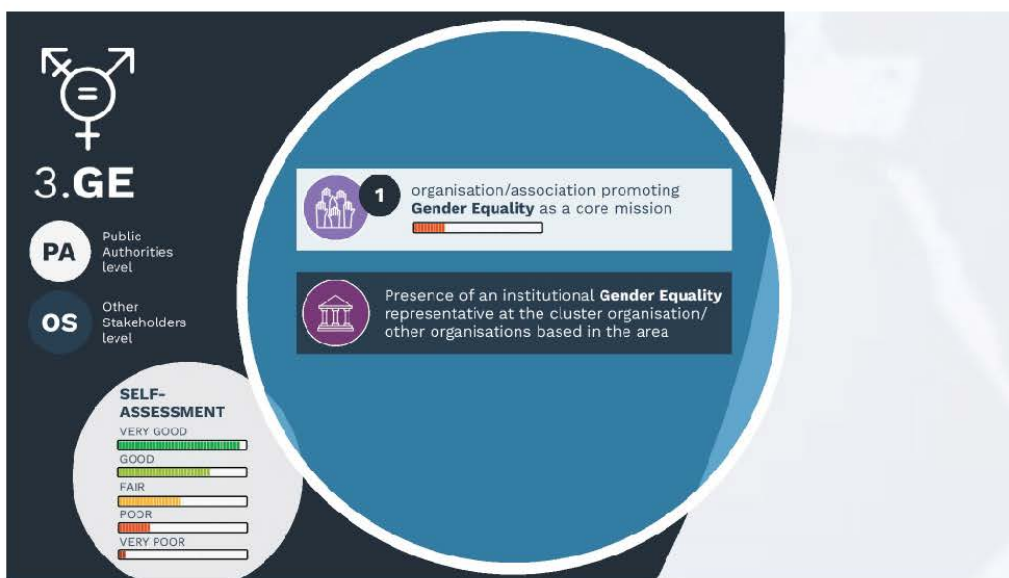 3.GE
PA
Public
Authorities
level
OS
Other
Stakeholders
level
1
organisation/association promoting
Gender Equality as a core mission
Presence of an institutional Gender Equality
representative at the cluster organisation/
other organisations based in the area
SELF-
ASSESSMENT
VERY GOOD
GOOD
FAIR
POOR
VERY POOR